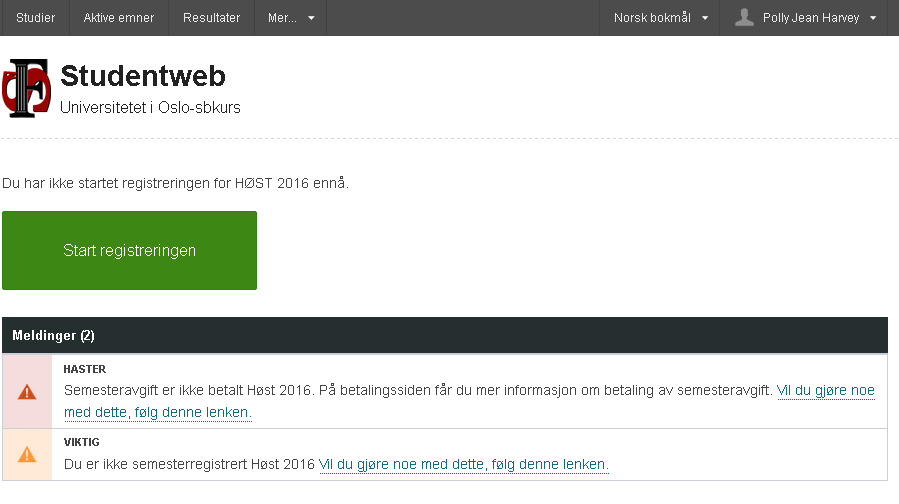 Studier Aktive emner Resultater Mer... Norsk bokmål Polly Jean Harvey
Studentweb
Universitetet i Oslo-sbkurs
Du har ikke startet registreringen for HØST 2016 ennå.
Start registreringen
Meldinger (2)
HASTER
Semesteravgift er ikke betalt Høst 2016. På betalingssiden får du mer informasjon om betaling av semesteravgift. Vil du gjøre noe
med dette, følg denne lenken.
VIKTIG
Du er ikke semesterregistrert Høst 2016 Vil du gjøre noe med dette, følg denne lenken.